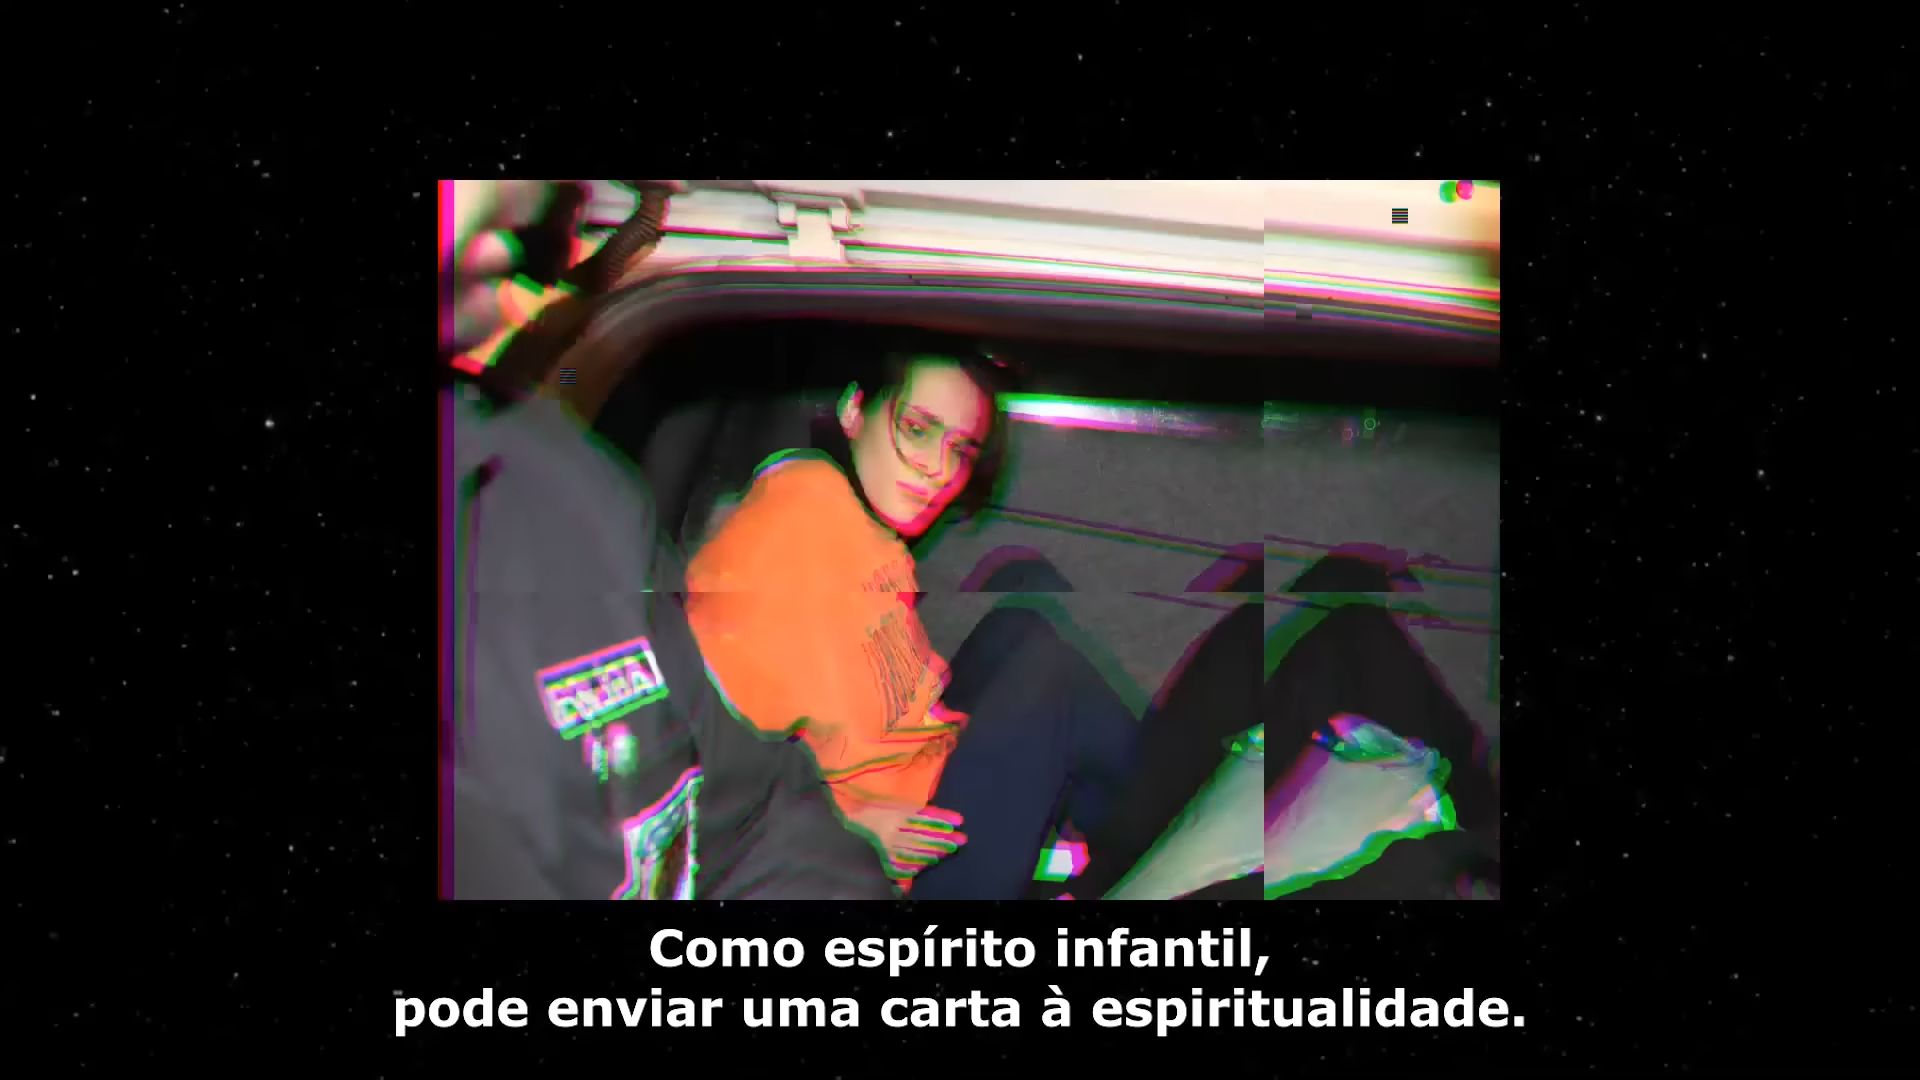 Como espírito infantil,
pode enviar uma carta à espiritualidade.